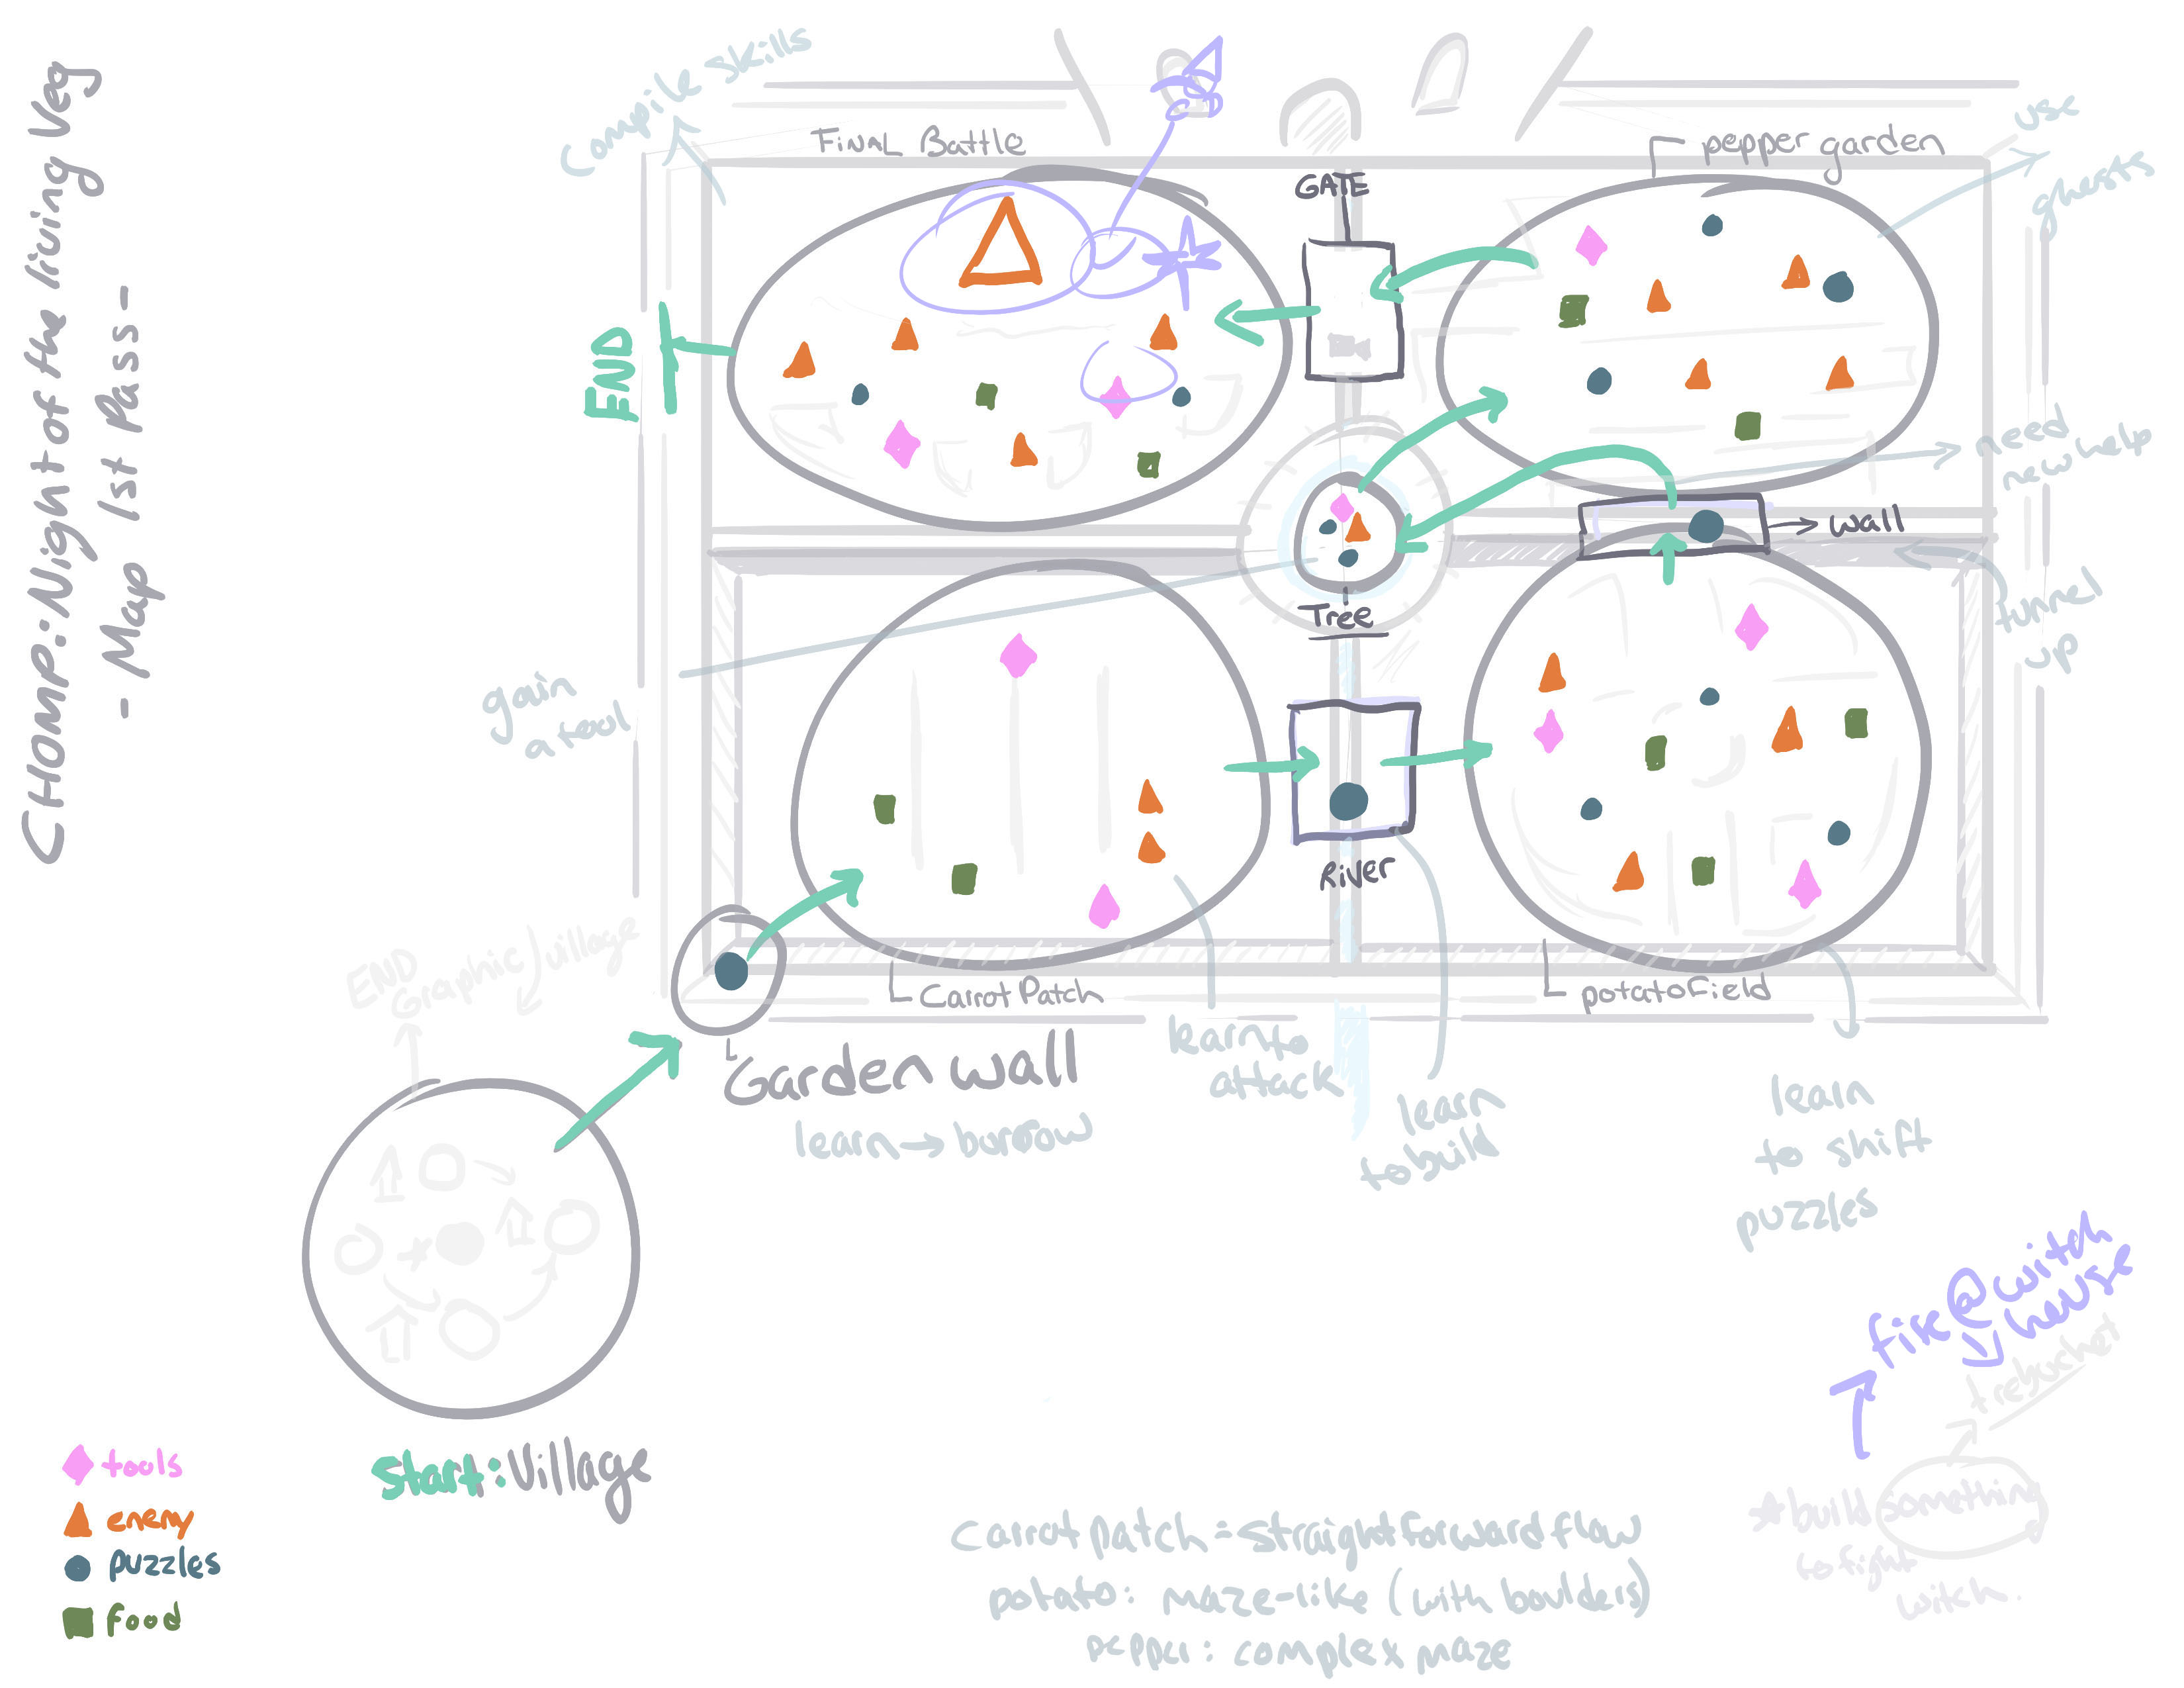 CHOMP: Night of the living Veg
- Map 1st Pass -
Compile skills
FINAL Battle
pepper garden
use
ghosts
GATE
END
need
new help
wall
Tree
tunnel
up
gain
a tool
River
END
Graphic/village
Carrot Patch
potato Field
Garden wall
learn → burrow
learn to
attack
learn
to build
learn
to shift
puzzles
Start: Village
tools
enemy
puzzles
food
fire @ witch
house
trebuchet
build something
to fight
witch.
carrot patch = straight forward flow
potato: maze-like (with boulders)
pepper: complex maze